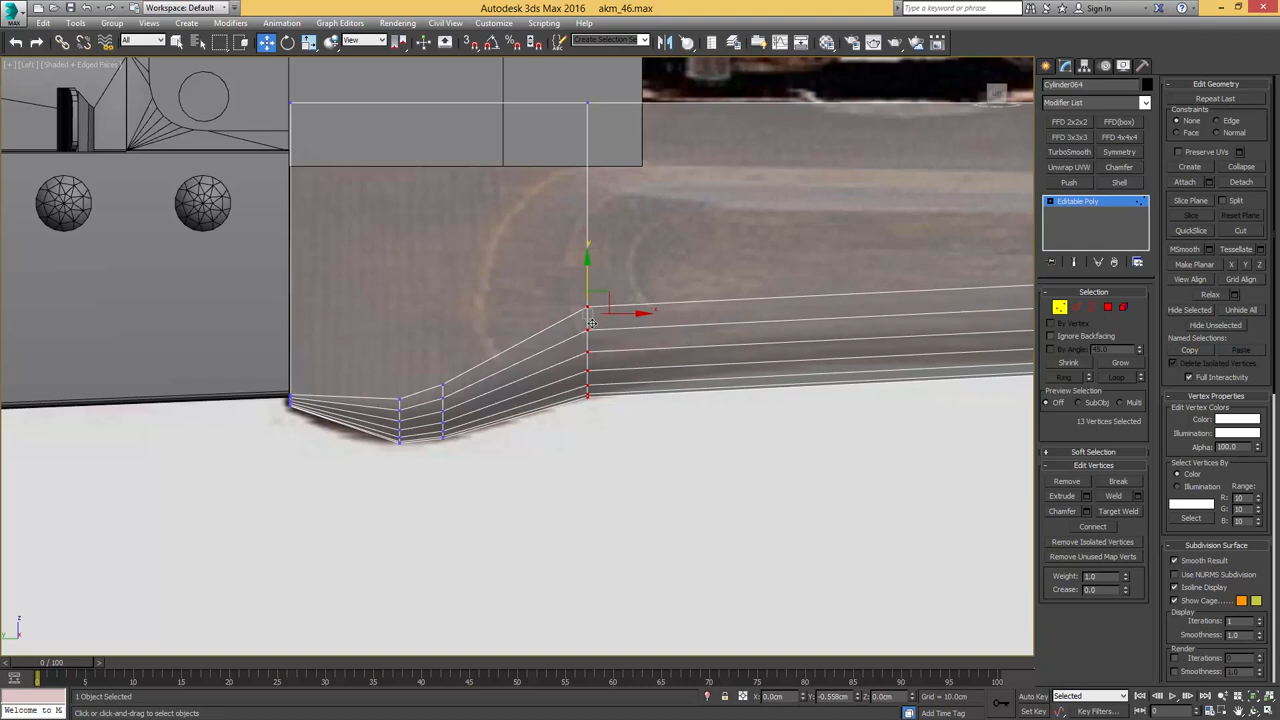 Workspace: Default
Autodesk 3ds Max 2016
akm_46.max
Type a keyword or phrase
Sign In
Edit
Tools
Group
Views
Create
Modifiers
Animation
Graph Editors
Rendering
Customize
Scripting
Help
All
View
Create Selection Se
[+] [Left] [Shaded + Edged Faces]
y
x
z
y
x
Cylinder064
Modifier List
FFD 2x2x2
FFD(box)
FFD 3x3x3
FFD 4x4x4
TurboSmooth
Symmetry
Unwrap UVW
Chamfer
Push
Shell
Editable Poly
Selection
By Vertex
Ignore Backfacing
By Angle:
45.0
Shrink
Grow
Ring
Loop
Preview Selection
Off
SubObj
Multi
13 Vertices Selected
Soft Selection
Edit Vertices
Remove
Break
Extrude
Weld
Chamfer
Target Weld
Connect
Remove Isolated Vertices
Remove Unused Map Verts
Weight:
1.0
Crease:
0.0
Edit Geometry
Repeat Last
Constraints
None
Edge
Face
Normal
Preserve UVs
Create
Collapse
Attach
Detach
Slice Plane
Split
Slice
Reset Plane
QuickSlice
Cut
MSmooth
Tessellate
Make Planar
X
Y
Z
View Align
Grid Align
Relax
Hide Selected
Unhide All
Hide Unselected
Named Selections:
Copy
Paste
Delete Isolated Vertices
Full Interactivity
Vertex Properties
Edit Vertex Colors
Color:
Illumination:
Alpha:
100.0
Select Vertices By
Color
Illumination
Range:
R: 10
G: 10
B: 10
Select
Subdivision Surface
Smooth Result
Use NURMS Subdivision
Isoline Display
Show Cage......
Display
Iterations: 1
Smoothness: 1.0
Render
Iterations: 0
Smoothness: 1.0
0 / 100
0
5
10
15
20
25
30
35
40
45
50
55
60
65
70
75
80
85
90
95
100
1 Object Selected
X: 0.0cm
Y: -0.558cm
Z: 0.0cm
Grid = 10.0cm
Auto Key
Selected
Welcome to M
Click or click-and-drag to select objects
Add Time Tag
Set Key
Key Filters...
0